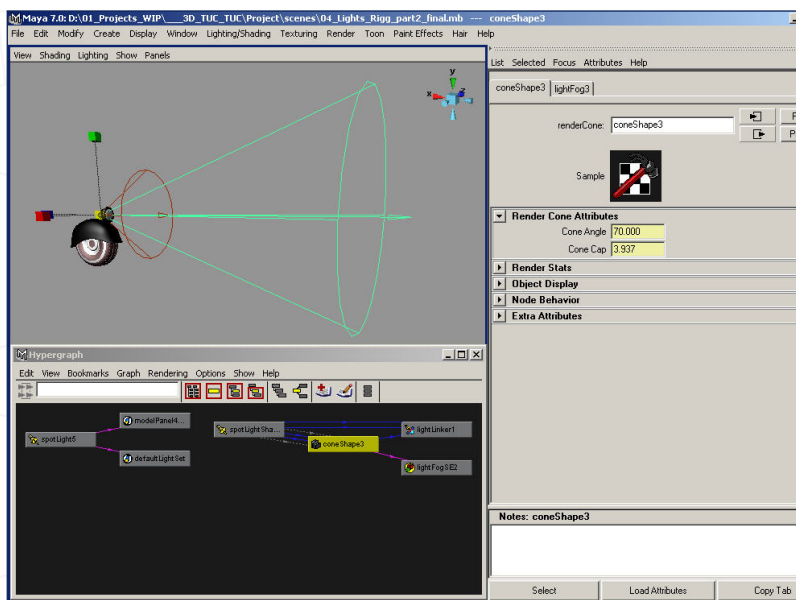 Maya 7.0: D:\01_Projects_WIP\___3D_TUC_TUC\Project\scenes\04_Lights_Rigg_part2_final.mb --- coneShape3
File Edit Modify Create Display Window Lighting/Shading Texturing Render Toon Paint Effects Hair Help
View Shading Lighting Show Panels
y
x
z
List Selected Focus Attributes Help
coneShape3 lightFog3
renderCone: coneShape3
Sample
Render Cone Attributes
Cone Angle 70.000
Cone Cap 3.937
Render Stats
Object Display
Node Behavior
Extra Attributes
Hypergraph
Edit View Bookmarks Graph Rendering Options Show Help
modelPanel4...
spotLight5
defaultLightSet
spotLightSha...
lightLinker1
coneShape3
lightFogSE2
Notes: coneShape3
Select Load Attributes Copy Tab